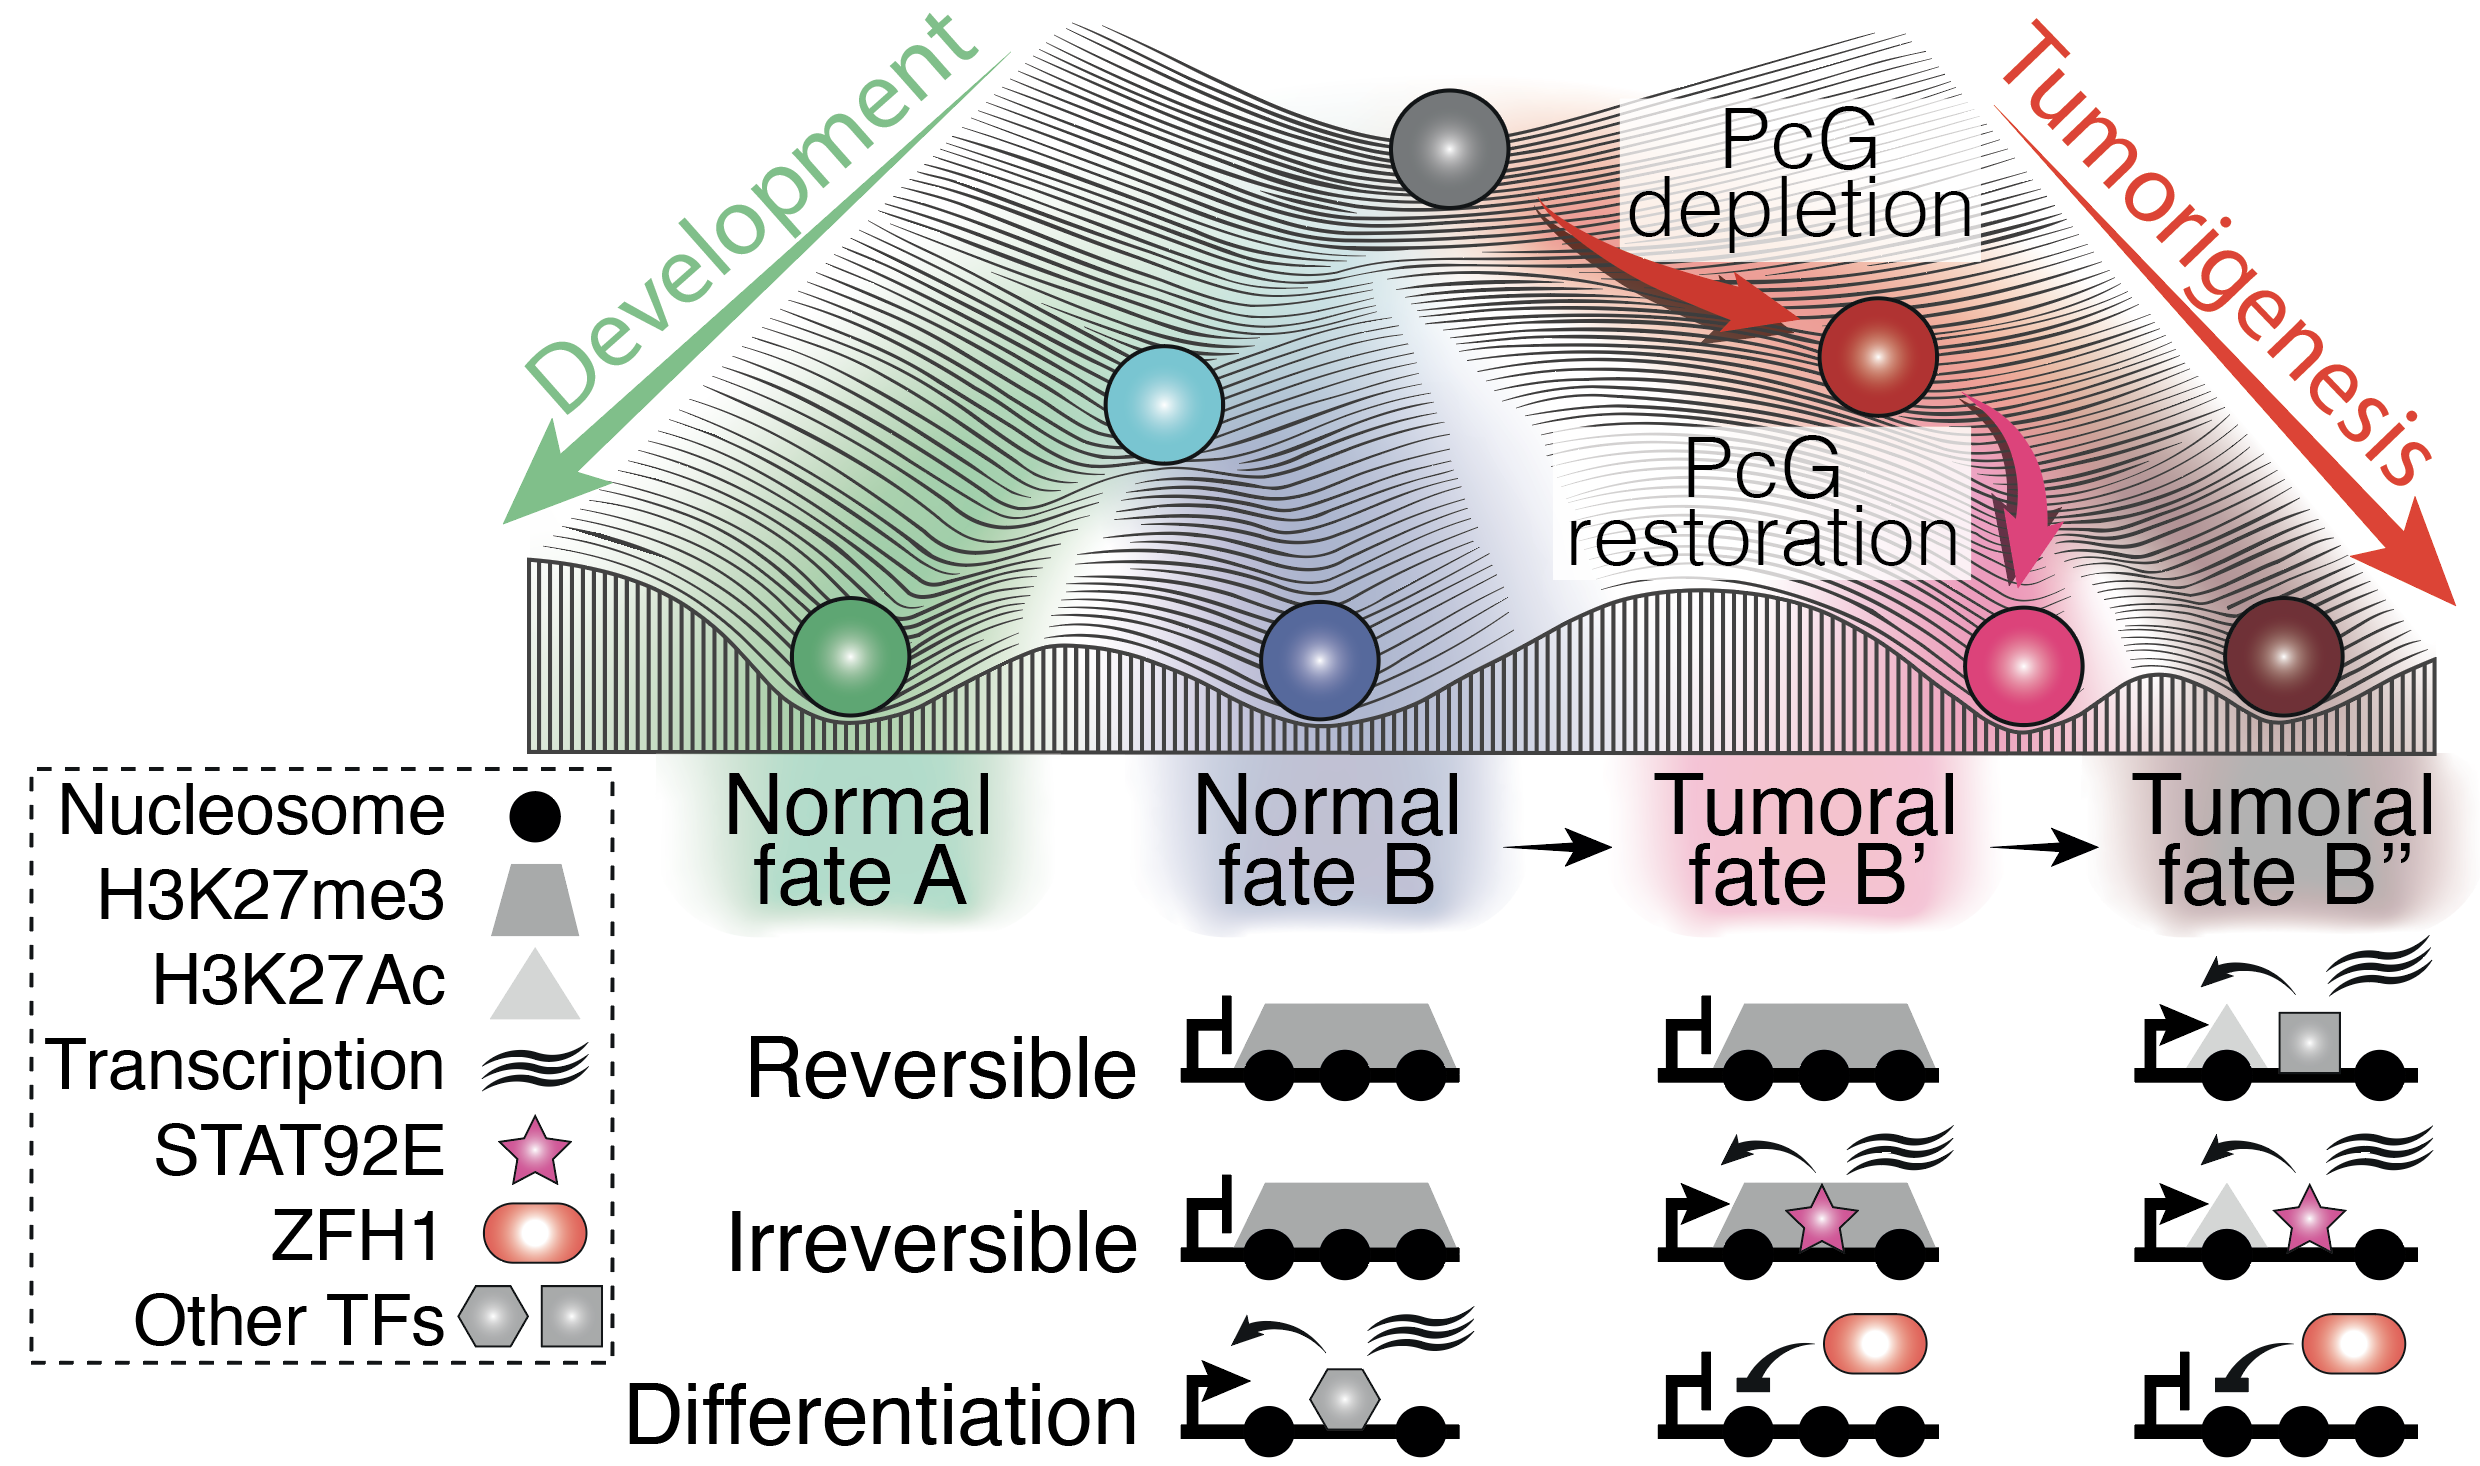 Development
Tumorigenesis
PcG
depletion
PcG
restoration
Normal
fate A
Normal
fate B
Tumoral
fate B’
Tumoral
fate B”
Nucleosome
H3K27me3
H3K27Ac
Transcription
STAT92E
ZFH1
Other TFs
Reversible
Irreversible
Differentiation